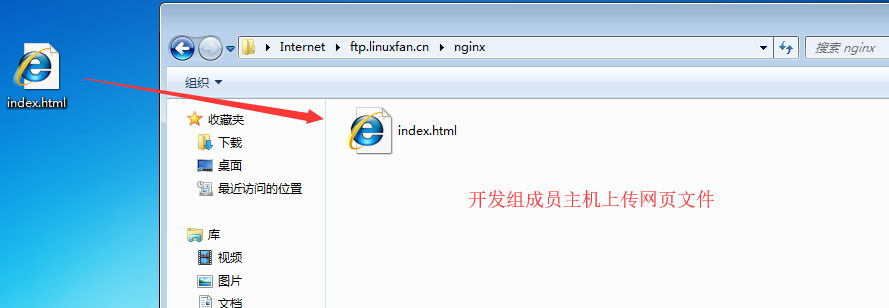 index.html
Internet ftp.linuxfan.cn nginx
搜索 nginx
组织
收藏夹
下载
桌面
最近访问的位置
库
视频
图片
文档
index.html
开发组成员主机上传网页文件